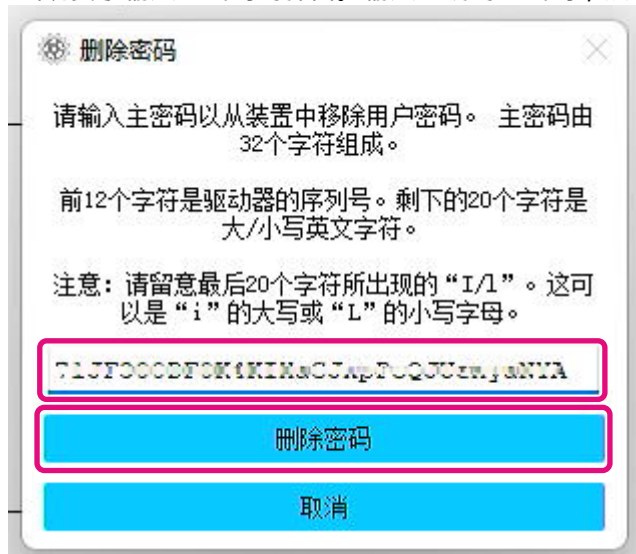 删除密码
请输入主密码以从装置中移除用户密码。 主密码由
32个字符组成。
前12个字符是驱动器的序列号。剩下的20个字符是
大/小写英文字符。
注意：请留意最后20个字符所出现的“I/l”。这可
以是“i”的大写或“L”的小写字母。
删除密码
取消